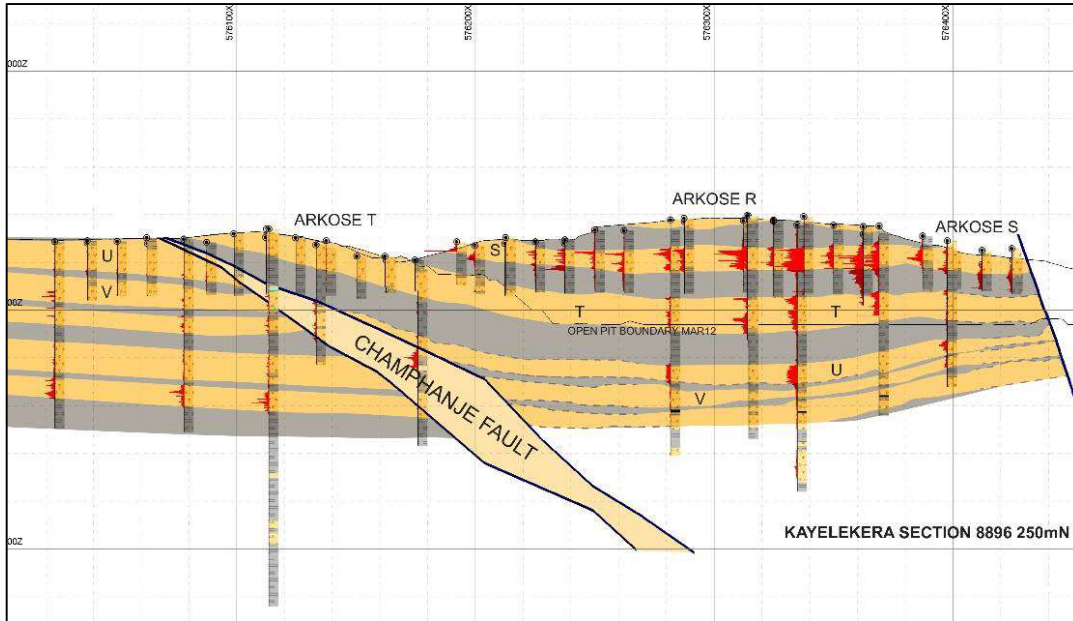 576100X
576200X
576300X
576400X
000Z
ARKOSE R
ARKOSE T
ARKOSE S
U
S
V
00Z
T
T
OPEN PIT BOUNDARY MAR12
CHAMPHANJE FAULT
U
V
KAYELEKERA SECTION 8896 250mN
00Z